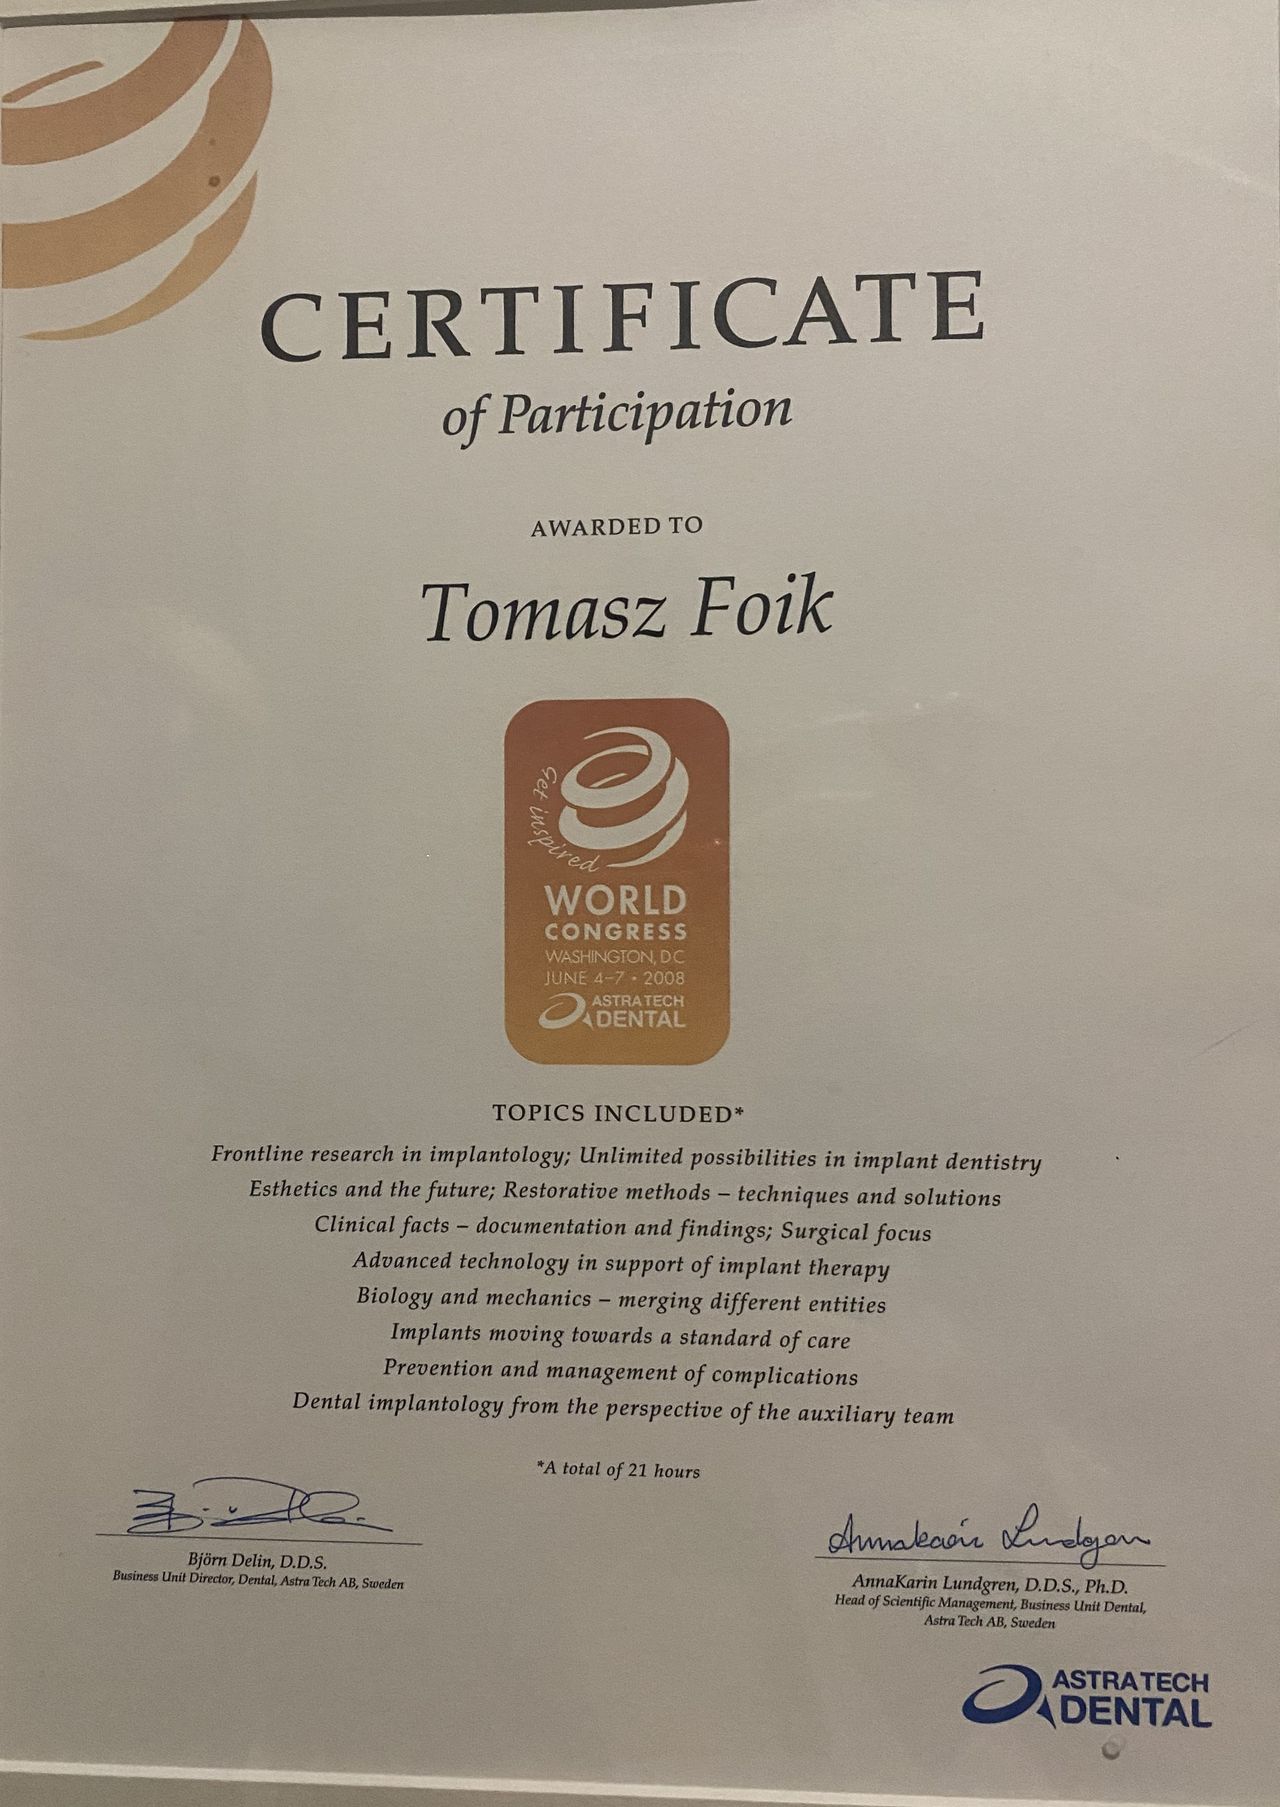 CERTIFICATE
of Participation
AWARDED TO
Tomasz Foik
Get inspired
WORLD
CONGRESS
WASHINGTON, DC
JUNE 4–7 • 2008
ASTRA TECH
DENTAL
TOPICS INCLUDED*
Frontline research in implantology; Unlimited possibilities in implant dentistry
Esthetics and the future; Restorative methods – techniques and solutions
Clinical facts – documentation and findings; Surgical focus
Advanced technology in support of implant therapy
Biology and mechanics – merging different entities
Implants moving towards a standard of care
Prevention and management of complications
Dental implantology from the perspective of the auxiliary team
*A total of 21 hours
Björn Delin, D.D.S.
Business Unit Director, Dental, Astra Tech AB, Sweden
AnnaKarin Lundgren
AnnaKarin Lundgren, D.D.S., Ph.D.
Head of Scientific Management, Business Unit Dental,
Astra Tech AB, Sweden
ASTRA TECH
DENTAL